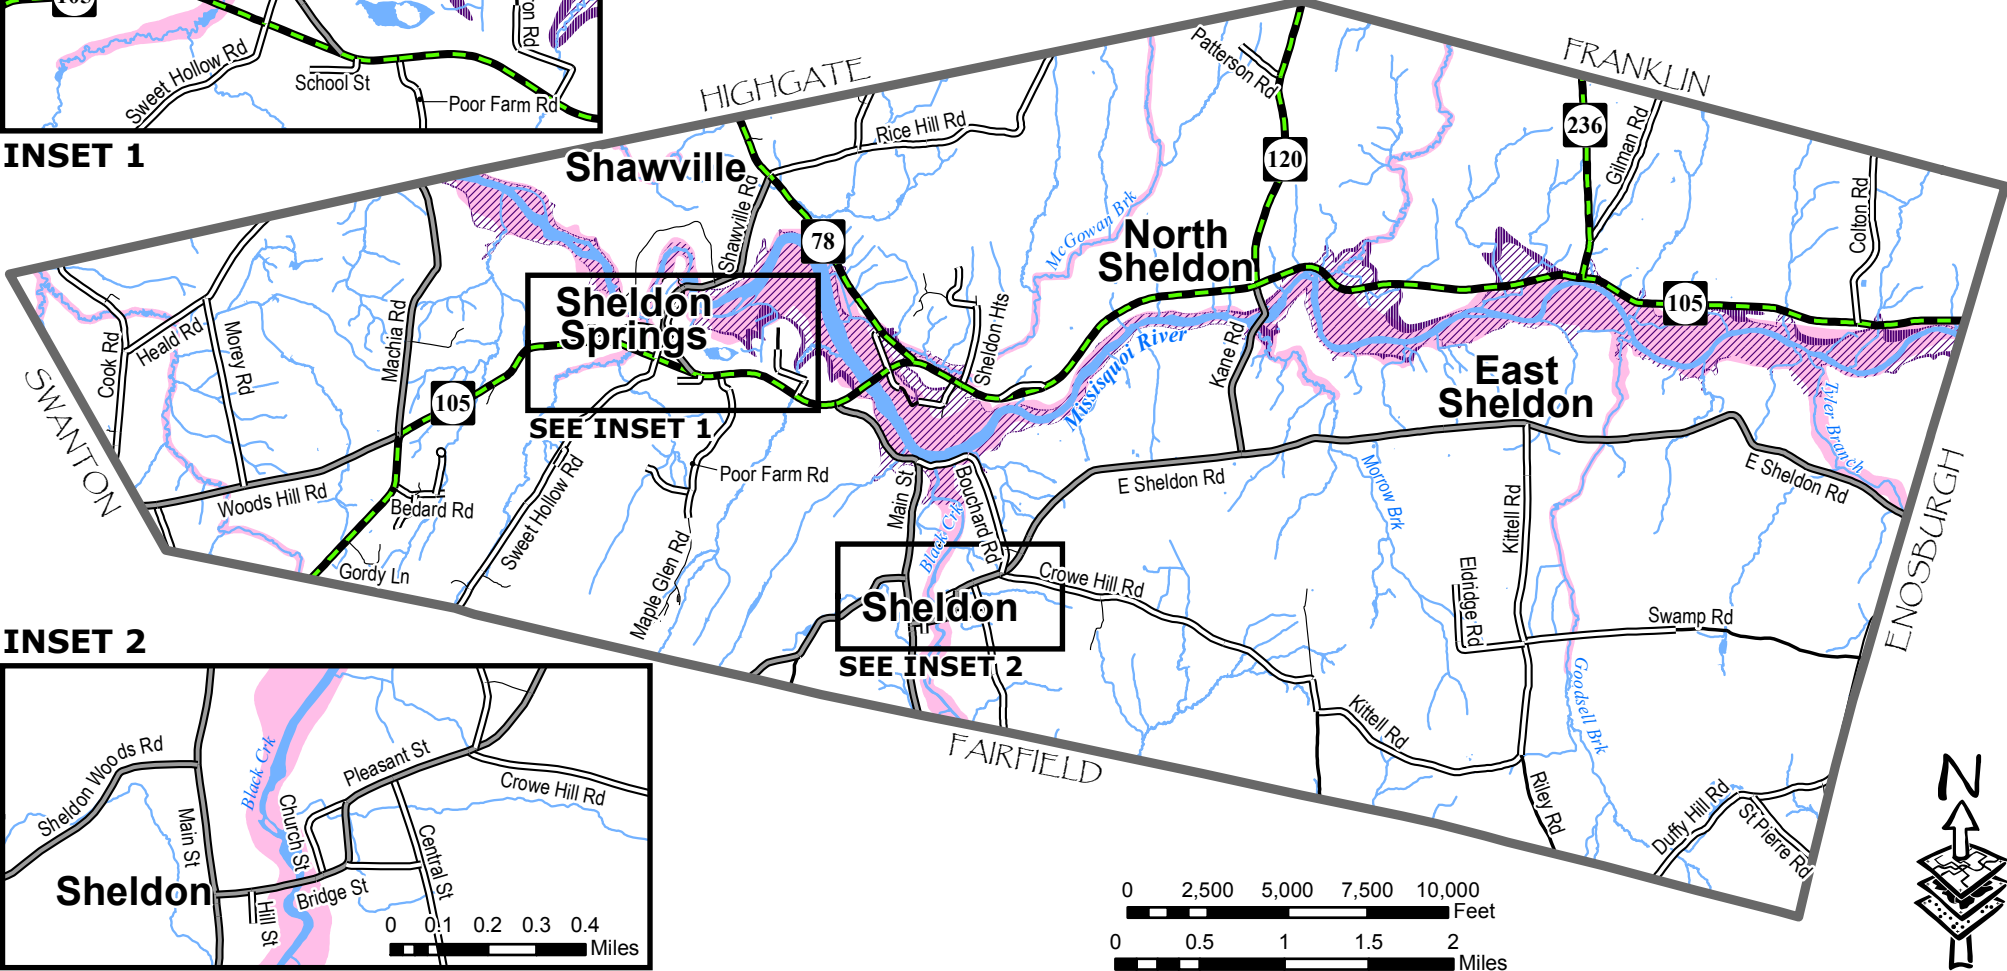 105
on Rd
Sweet Hollow Rd
School St
Poor Farm Rd
INSET 1
HIGHGATE
FRANKLIN
SWANTON
ENOSBURGH
FAIRFIELD
Shawville
Shawville Rd
Rice Hill Rd
Patterson Rd
120
236
Gilman Rd
Colton Rd
78
McGowan Brk
North
Sheldon
Sheldon
Springs
SEE INSET 1
Sheldon Hts
Missisquoi River
Kane Rd
105
East
Sheldon
Tyler Branch
Cook Rd
Heald Rd
Morey Rd
Machia Rd
105
Woods Hill Rd
Bedard Rd
Gordy Ln
Sweet Hollow Rd
Poor Farm Rd
Maple Glen Rd
Main St
Black Crk
Bouchard Rd
E Sheldon Rd
Morrow Brk
Kittell Rd
E Sheldon Rd
Eldridge Rd
Swamp Rd
Crowe Hill Rd
Sheldon
SEE INSET 2
Goodsell Brk
Kittell Rd
Riley Rd
Duffy Hill Rd
St Pierre Rd
INSET 2
Sheldon Woods Rd
Main St
Black Crk
Pleasant St
Crowe Hill Rd
Church St
Central St
Sheldon
Bridge St
Hill St
0 0.1 0.2 0.3 0.4
Miles
0 2,500 5,000 7,500 10,000
Feet
0 0.5 1 1.5 2
Miles
N